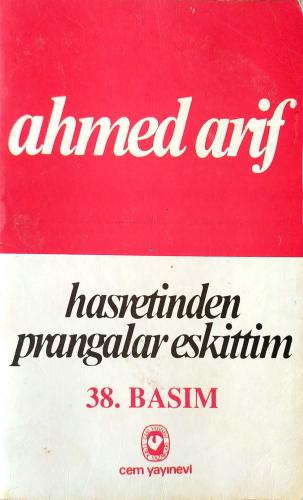 ahmed arif
hasretinden
prangalar eskittim
38. BASIM
cem yayınevi